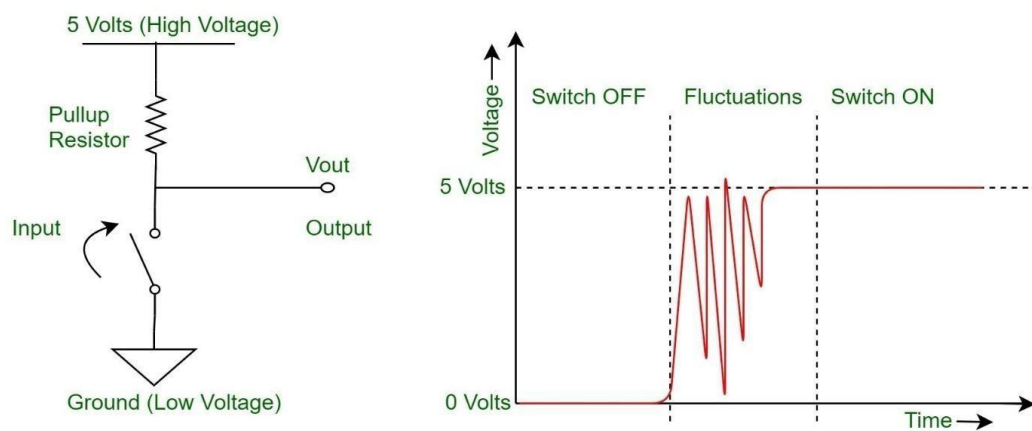 5 Volts (High Voltage)
Pullup
Resistor
Vout
Input
Output
Ground (Low Voltage)
Voltage
Switch OFF
Fluctuations
Switch ON
5 Volts
0 Volts
Time